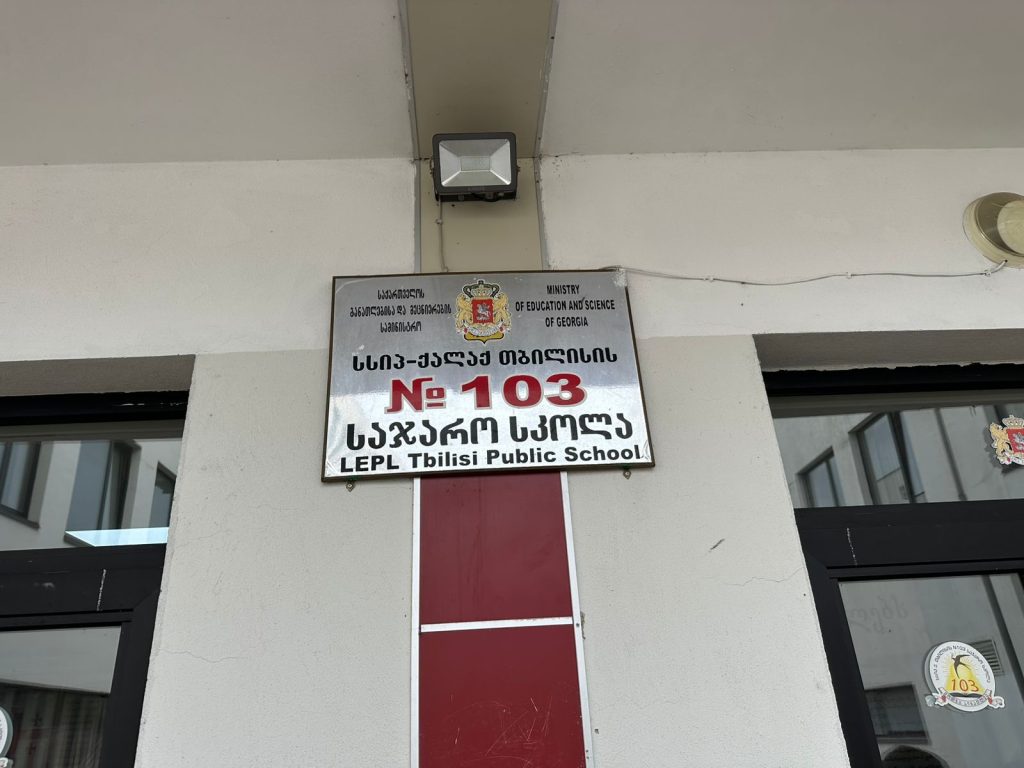 საქართველოს
განათლებისა და მეცნიერების
სამინისტრო
MINISTRY
OF EDUCATION AND SCIENCE
OF GEORGIA
სსიპ-ქალაქ თბილისის
№ 103
საჯარო სკოლა
LEPL Tbilisi Public School
103